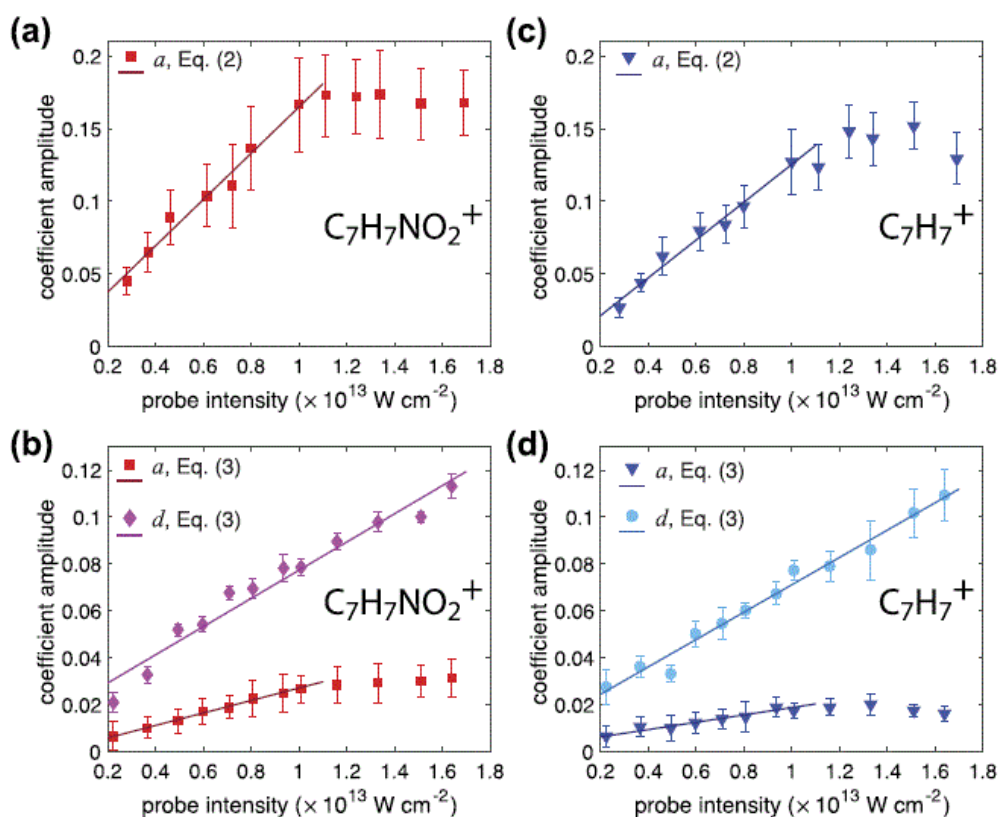 (a)
a, Eq. (2)
0.2
0.15
0.1
0.05
0
coefficient amplitude
C₇H₇NO₂⁺
0.2 0.4 0.6 0.8 1 1.2 1.4 1.6 1.8
probe intensity (× 10¹³ W cm⁻²)
(c)
a, Eq. (2)
0.2
0.15
0.1
0.05
0
coefficient amplitude
C₇H₇⁺
0.2 0.4 0.6 0.8 1 1.2 1.4 1.6 1.8
probe intensity (× 10¹³ W cm⁻²)
(b)
a, Eq. (3)
d, Eq. (3)
0.12
0.1
0.08
0.06
0.04
0.02
0
coefficient amplitude
C₇H₇NO₂⁺
0.2 0.4 0.6 0.8 1 1.2 1.4 1.6 1.8
probe intensity (× 10¹³ W cm⁻²)
(d)
a, Eq. (3)
d, Eq. (3)
0.12
0.1
0.08
0.06
0.04
0.02
0
coefficient amplitude
C₇H₇⁺
0.2 0.4 0.6 0.8 1 1.2 1.4 1.6 1.8
probe intensity (× 10¹³ W cm⁻²)